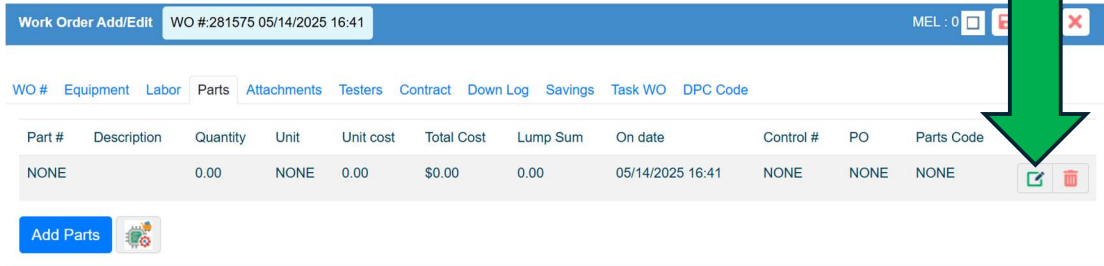 Work Order Add/Edit WO #:281575 05/14/2025 16:41 MEL : 0
WO # Equipment Labor Parts Attachments Testers Contract Down Log Savings Task WO DPC Code
Part # Description Quantity Unit Unit cost Total Cost Lump Sum On date Control # PO Parts Code
NONE 0.00 NONE 0.00 $0.00 0.00 05/14/2025 16:41 NONE NONE NONE
Add Parts